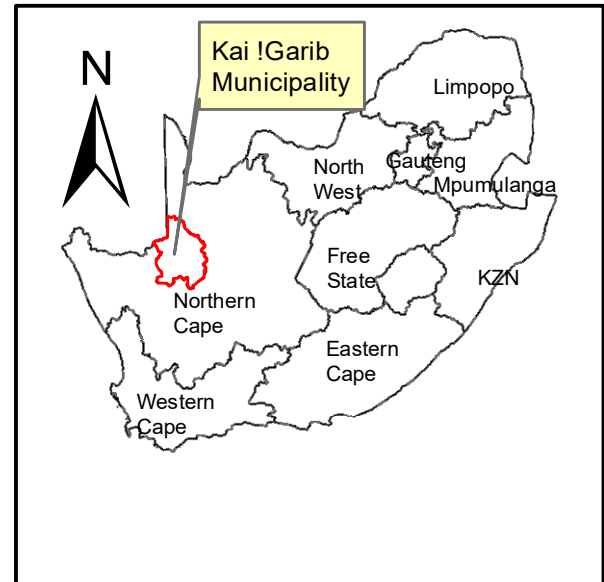 Kai !Garib
Municipality
N
Limpopo
North
West
Gauteng
Mpumulanga
Free
State
KZN
Northern
Cape
Eastern
Cape
Western
Cape